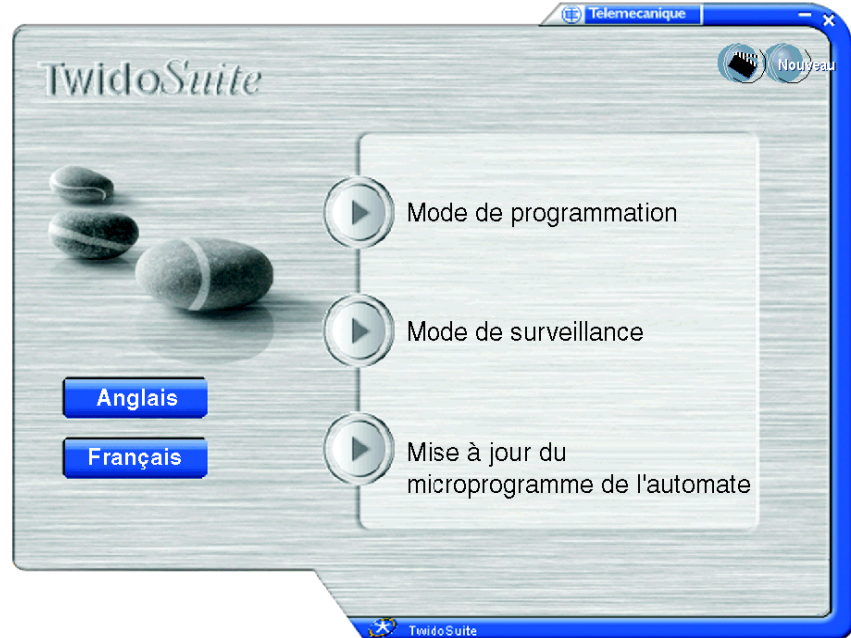 Telemecanique
TwidoSuite
Nouveau
Mode de programmation
Mode de surveillance
Anglais
Français
Mise à jour du
microprogramme de l'automate
TwidoSuite